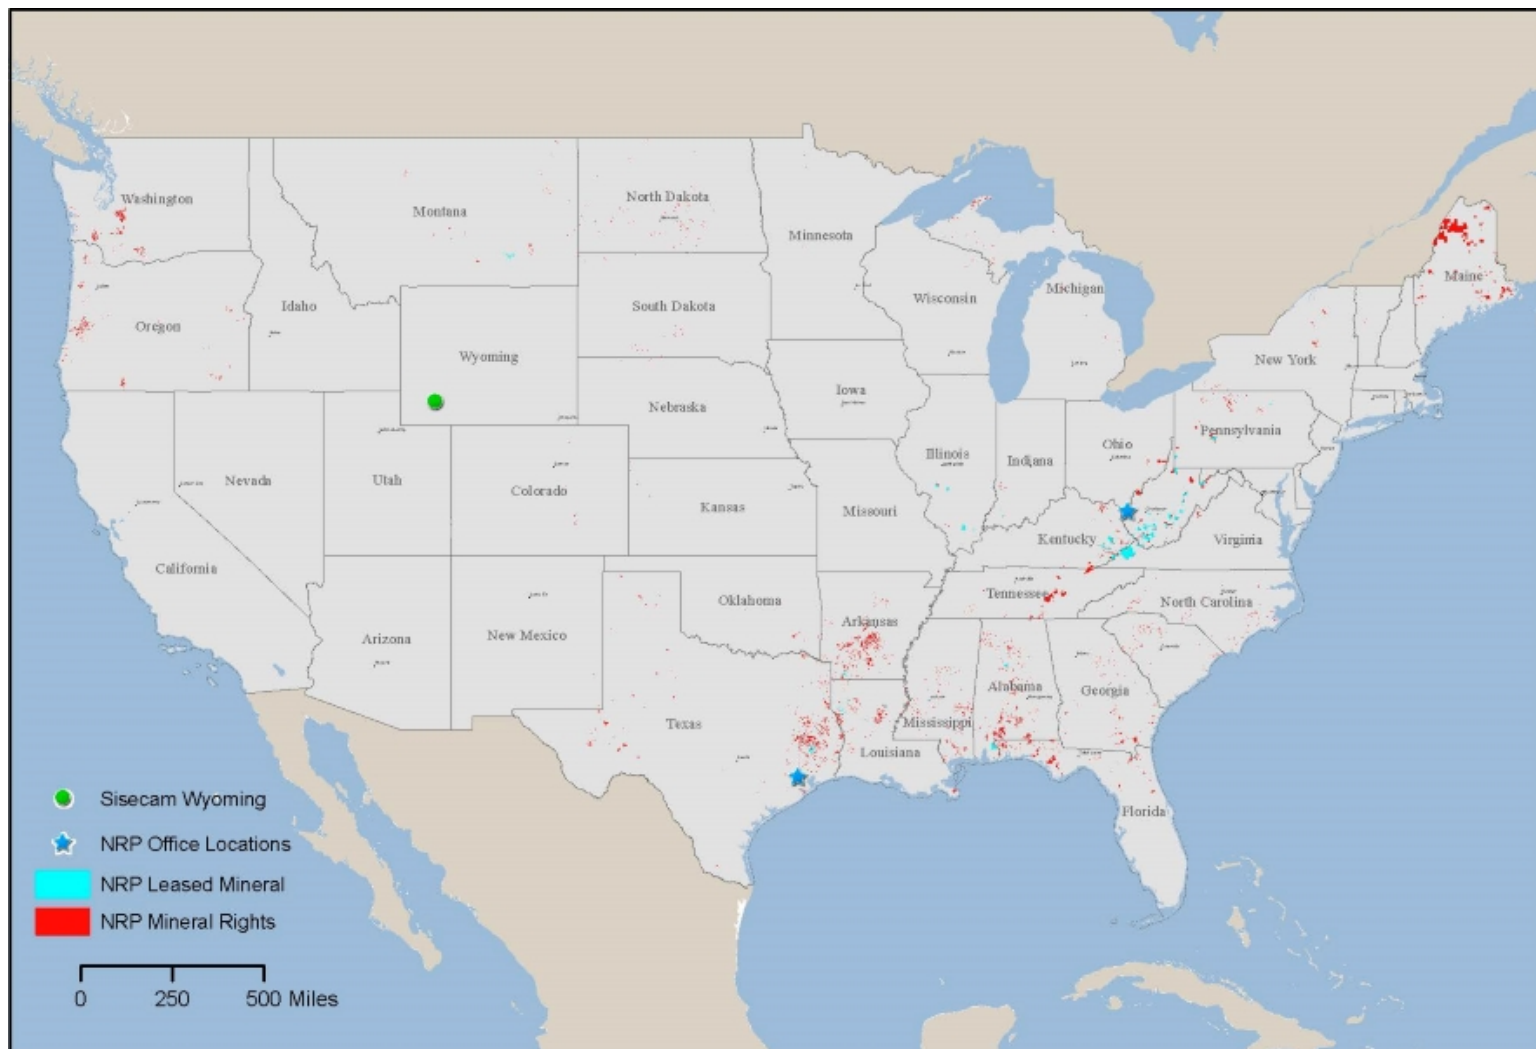 Washington
Montana
North Dakota
Minnesota
Maine
Michigan
Wisconsin
Idaho
South Dakota
Oregon
Wyoming
New York
Iowa
Nebraska
Pennsylvania
Ohio
Illinois
Indiana
Nevada
Utah
Colorado
Kansas
Missouri
Kentucky
Virginia
California
Tennessee
North Carolina
Oklahoma
Arkansas
Arizona
New Mexico
Alabama
Georgia
Texas
Mississippi
Louisiana
Florida
Sisecam Wyoming
NRP Office Locations
NRP Leased Mineral
NRP Mineral Rights
0 250 500 Miles